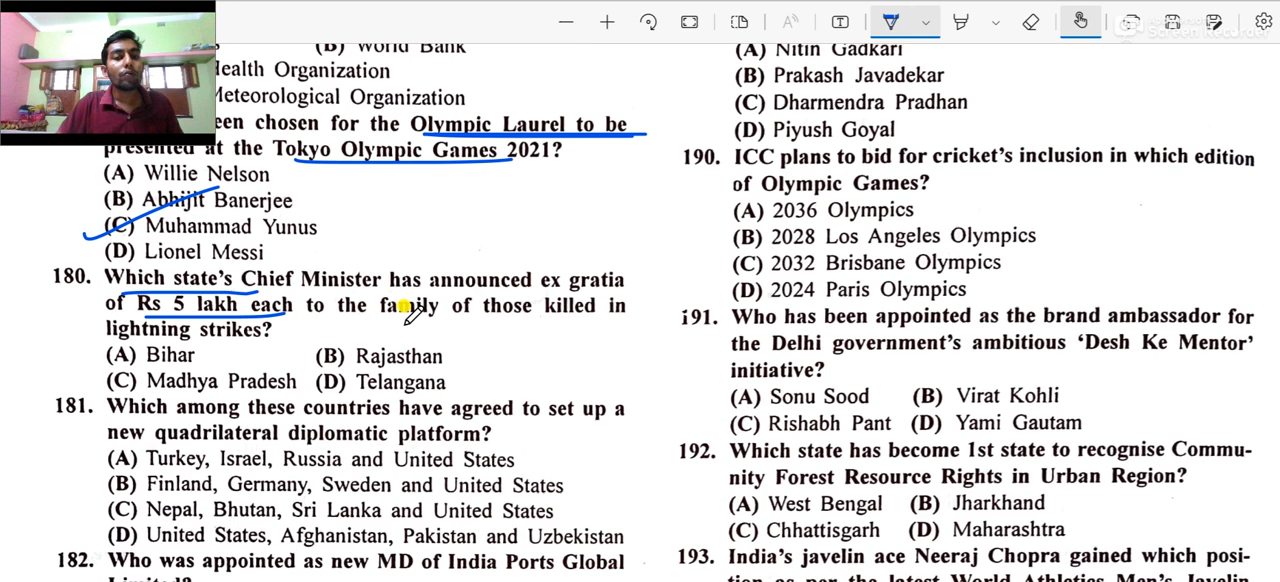 (B) World Bank
Health Organization
Meteorological Organization
een chosen for the Olympic Laurel to be
presented at the Tokyo Olympic Games 2021?
(A) Willie Nelson
(B) Abhijit Banerjee
(C) Muhammad Yunus
(D) Lionel Messi
180. Which state's Chief Minister has announced ex gratia
of Rs 5 lakh each to the family of those killed in
lightning strikes?
(A) Bihar (B) Rajasthan
(C) Madhya Pradesh (D) Telangana
181. Which among these countries have agreed to set up a
new quadrilateral diplomatic platform?
(A) Turkey, Israel, Russia and United States
(B) Finland, Germany, Sweden and United States
(C) Nepal, Bhutan, Sri Lanka and United States
(D) United States, Afghanistan, Pakistan and Uzbekistan
182. Who was appointed as new MD of India Ports Global
Limited?
(A) Nitin Gadkari
(B) Prakash Javadekar
(C) Dharmendra Pradhan
(D) Piyush Goyal
190. ICC plans to bid for cricket's inclusion in which edition
of Olympic Games?
(A) 2036 Olympics
(B) 2028 Los Angeles Olympics
(C) 2032 Brisbane Olympics
(D) 2024 Paris Olympics
191. Who has been appointed as the brand ambassador for
the Delhi government's ambitious 'Desh Ke Mentor'
initiative?
(A) Sonu Sood (B) Virat Kohli
(C) Rishabh Pant (D) Yami Gautam
192. Which state has become 1st state to recognise Commu-
nity Forest Resource Rights in Urban Region?
(A) West Bengal (B) Jharkhand
(C) Chhattisgarh (D) Maharashtra
193. India's javelin ace Neeraj Chopra gained which posi-
tion as per the latest World Athletics Men's Javelin